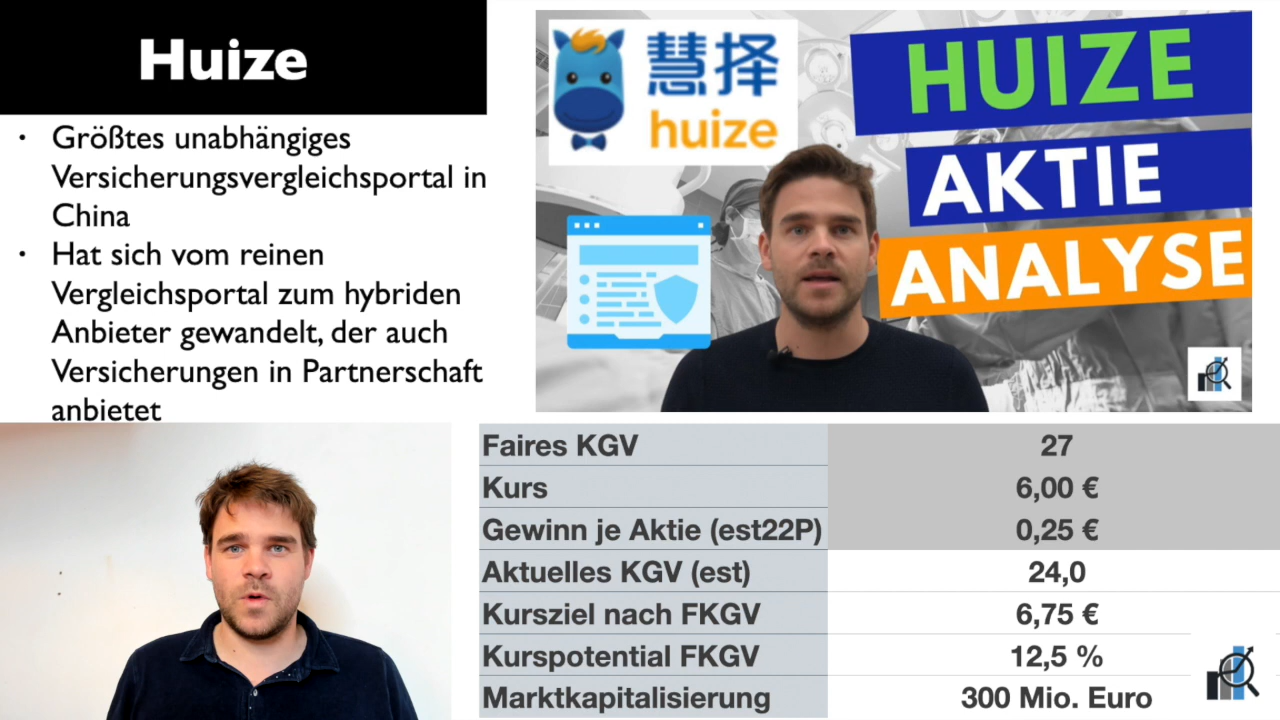 Huize
• Größtes unabhängiges
Versicherungsvergleichsportal in
China
• Hat sich vom reinen
Vergleichsportal zum hybriden
Anbieter gewandelt, der auch
Versicherungen in Partnerschaft
anbietet
慧择
huize
HUIZE
AKTIE
ANALYSE
Faires KGV 27
Kurs 6,00 €
Gewinn je Aktie (est22P) 0,25 €
Aktuelles KGV (est) 24,0
Kursziel nach FKGV 6,75 €
Kurspotential FKGV 12,5 %
Marktkapitalisierung 300 Mio. Euro